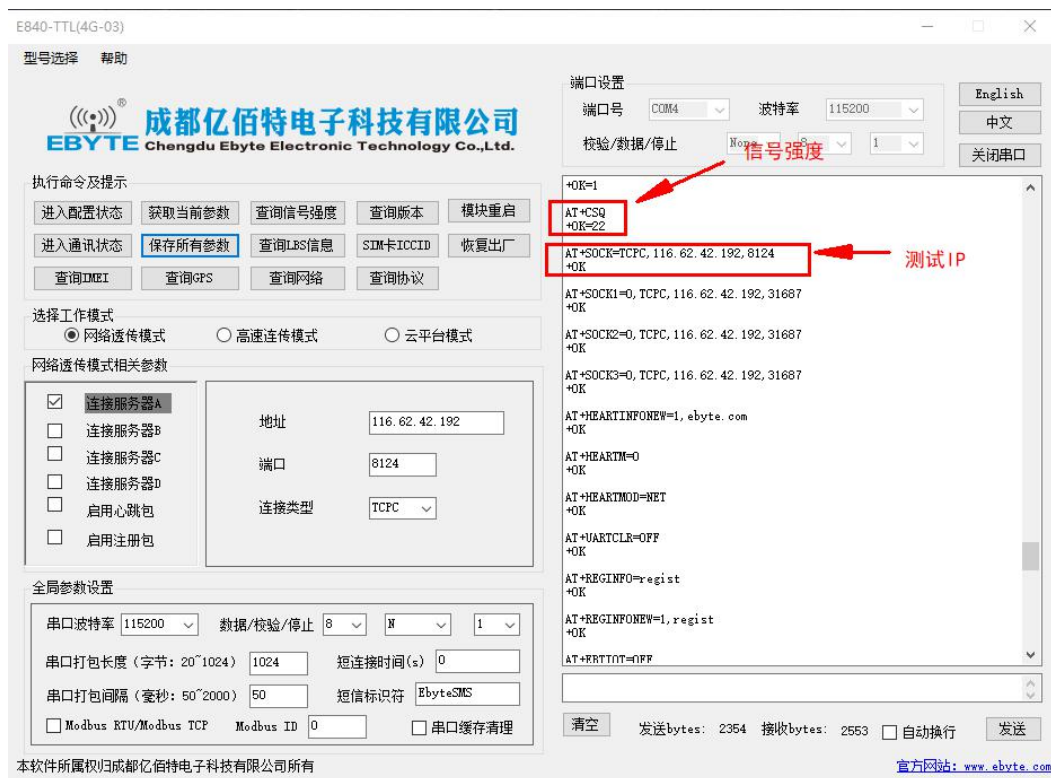 E840-TTL(4G-03)
型号选择 帮助
((•))®
成都亿佰特电子科技有限公司
EBYTE Chengdu Ebyte Electronic Technology Co.,Ltd.
端口设置
端口号 COM4 波特率 115200
校验/数据/停止 None 8 1
English
中文
关闭串口
信号强度
执行命令及提示
进入配置状态 获取当前参数 查询信号强度 查询版本 模块重启
进入通讯状态 保存所有参数 查询LBS信息 SIM卡ICCID 恢复出厂
查询IMEI 查询GPS 查询网络 查询协议
选择工作模式
网络透传模式 高速连传模式 云平台模式
网络透传模式相关参数
连接服务器A
连接服务器B
连接服务器C
连接服务器D
启用心跳包
启用注册包
地址 116.62.42.192
端口 8124
连接类型 TCPC
全局参数设置
串口波特率 115200 数据/校验/停止 8 N 1
串口打包长度(字节: 20~1024) 1024 短连接时间(s) 0
串口打包间隔(毫秒: 50~2000) 50 短信标识符 EbyteSMS
Modbus RTU/Modbus TCP Modbus ID 0 串口缓存清理
+OK=1
AT+CSQ
+OK=22
AT+SOCK=TCPC,116.62.42.192,8124
+OK
测试IP
AT+SOCK1=0,TCPC,116.62.42.192,31687
+OK
AT+SOCK2=0,TCPC,116.62.42.192,31687
+OK
AT+SOCK3=0,TCPC,116.62.42.192,31687
+OK
AT+HEARTINFONEW=1,ebyte.com
+OK
AT+HEARTM=0
+OK
AT+HEARTMOD=NET
+OK
AT+UARTCLR=OFF
+OK
AT+REGINFO=regist
+OK
AT+REGINFONEW=1,regist
+OK
AT+EBTIOT=OFF
清空 发送bytes: 2354 接收bytes: 2553 自动换行 发送
本软件所属权归成都亿佰特电子科技有限公司所有
官方网站: www.ebyte.com